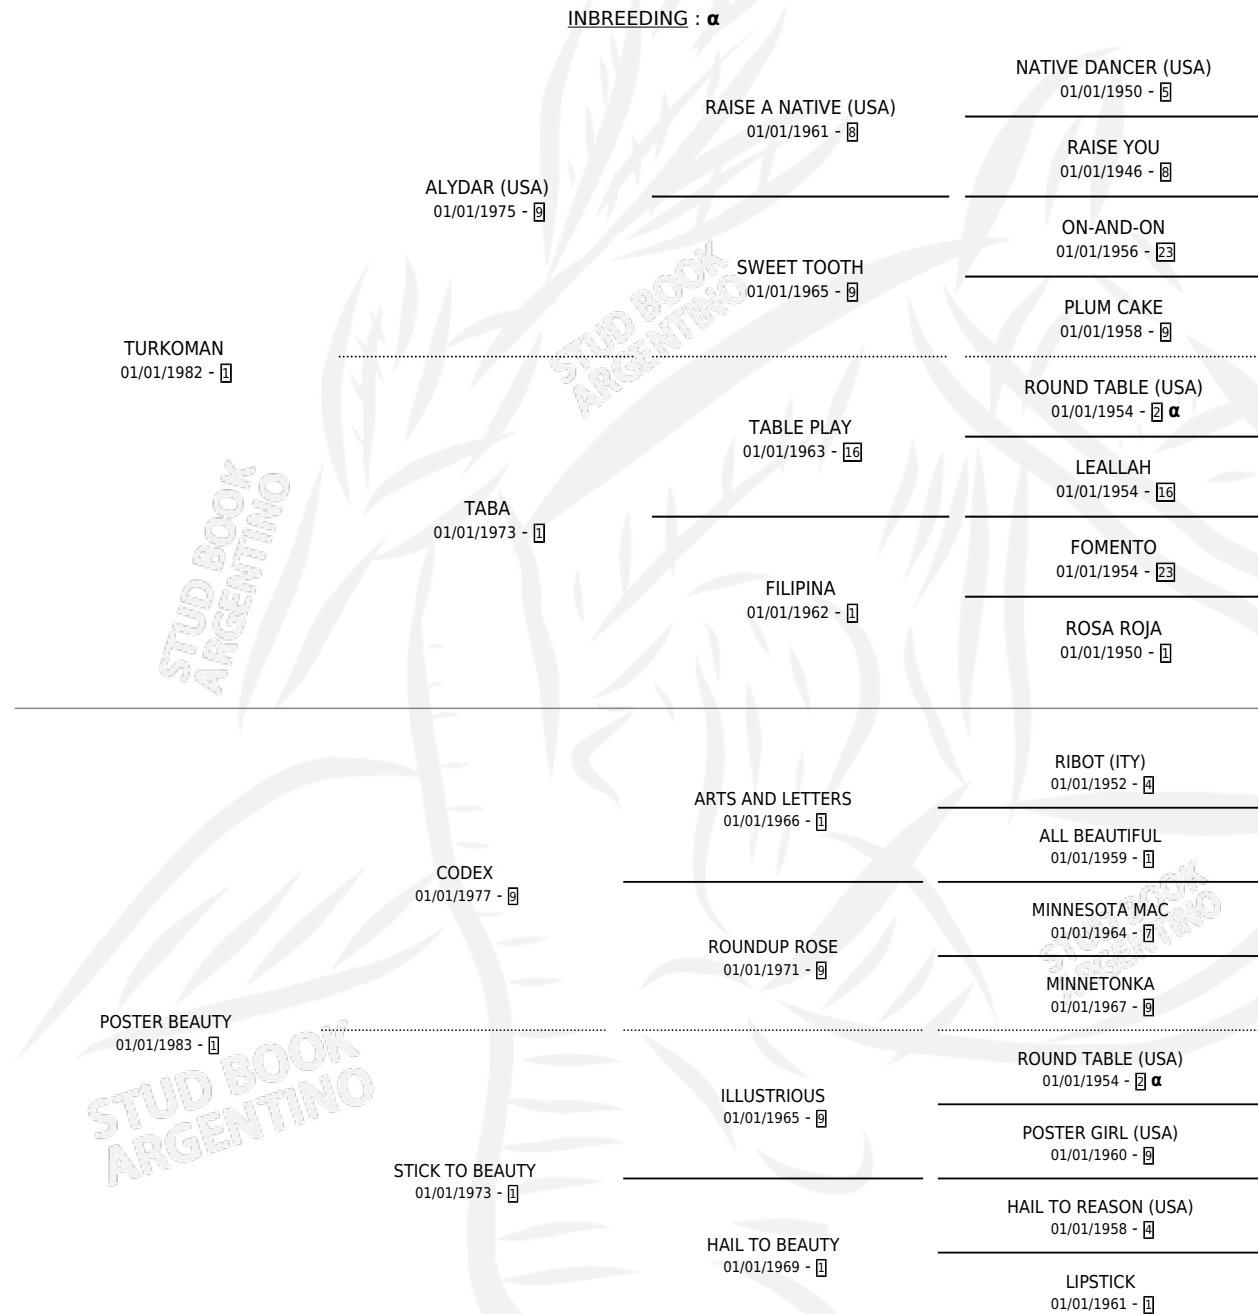 INBREEDING : α
NATIVE DANCER (USA)
01/01/1950 - 5
RAISE A NATIVE (USA)
01/01/1961 - 8
RAISE YOU
01/01/1946 - 8
ALYDAR (USA)
01/01/1975 - 9
ON-AND-ON
01/01/1956 - 23
SWEET TOOTH
01/01/1965 - 9
PLUM CAKE
01/01/1958 - 9
TURKOMAN
01/01/1982 - 1
ROUND TABLE (USA)
01/01/1954 - 2 α
TABLE PLAY
01/01/1963 - 16
LEALLAH
01/01/1954 - 16
TABA
01/01/1973 - 1
FOMENTO
01/01/1954 - 23
FILIPINA
01/01/1962 - 1
ROSA ROJA
01/01/1950 - 1
RIBOT (ITY)
01/01/1952 - 4
ARTS AND LETTERS
01/01/1966 - 1
ALL BEAUTIFUL
01/01/1959 - 1
CODEX
01/01/1977 - 9
MINNESOTA MAC
01/01/1964 - 7
ROUNDUP ROSE
01/01/1971 - 9
MINNETONKA
01/01/1967 - 9
POSTER BEAUTY
01/01/1983 - 1
ROUND TABLE (USA)
01/01/1954 - 2 α
ILLUSTRIOUS
01/01/1965 - 9
POSTER GIRL (USA)
01/01/1960 - 9
STICK TO BEAUTY
01/01/1973 - 1
HAIL TO REASON (USA)
01/01/1958 - 4
HAIL TO BEAUTY
01/01/1969 - 1
LIPSTICK
01/01/1961 - 1
STUD BOOK
ARGENTINO
STUD BOOK
ARGENTINO
STUD BOOK
ARGENTINO
STUD BOOK
ARGENTINO